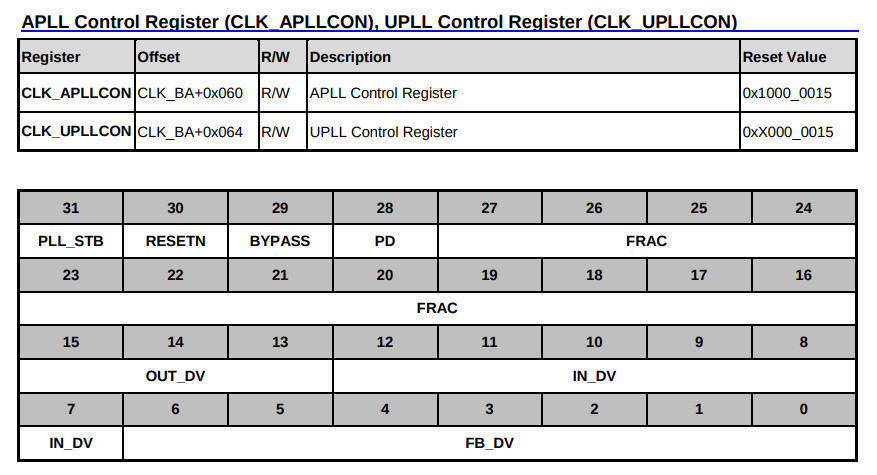 APLL Control Register (CLK_APLLCON), UPLL Control Register (CLK_UPLLCON)
Register Offset R/W Description Reset Value
CLK_APLLCON CLK_BA+0x060 R/W APLL Control Register 0x1000_0015
CLK_UPLLCON CLK_BA+0x064 R/W UPLL Control Register 0xX000_0015
31 30 29 28 27 26 25 24
PLL_STB RESETN BYPASS PD FRAC
23 22 21 20 19 18 17 16
FRAC
15 14 13 12 11 10 9 8
OUT_DV IN_DV
7 6 5 4 3 2 1 0
IN_DV FB_DV